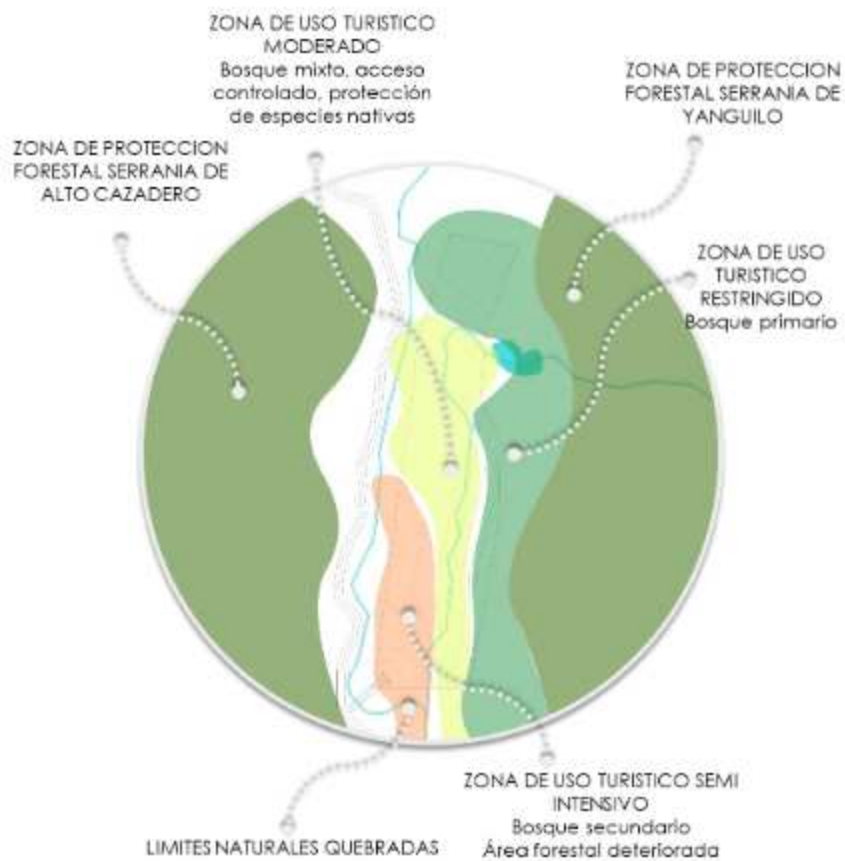 ZONA DE USO TURISTICO
MODERADO
Bosque mixto, acceso
controlado, protección
de especies nativas
ZONA DE PROTECCION
FORESTAL SERRANIA DE
YANGUILO
ZONA DE PROTECCION
FORESTAL SERRANIA DE
ALTO CAZADERO
ZONA DE USO
TURISTICO
RESTRINGIDO
Bosque primario
ZONA DE USO TURISTICO SEMI
INTENSIVO
Bosque secundario
Área forestal deteriorada
LIMITES NATURALES QUEBRADAS